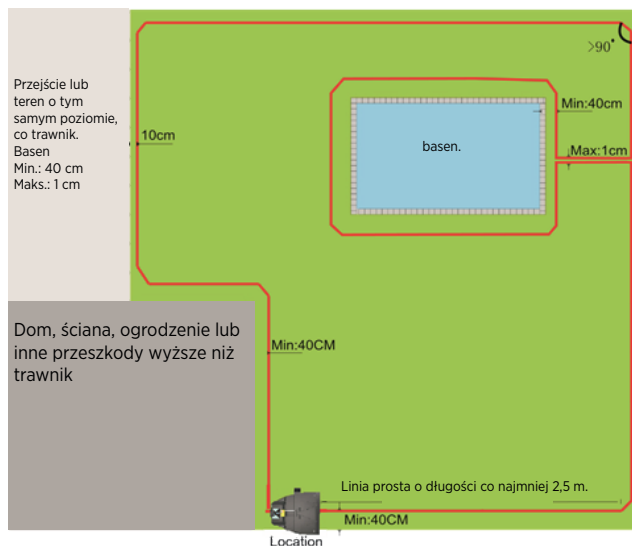 >90°
Przejście lub
teren o tym
samym poziomie,
co trawnik.
Basen
Min.: 40 cm
Maks.: 1 cm
10cm
Min:40cm
basen.
Max:1cm
Dom, ściana, ogrodzenie lub
inne przeszkody wyższe niż
trawnik
Min:40CM
Linia prosta o długości co najmniej 2,5 m.
Min:40CM
Location